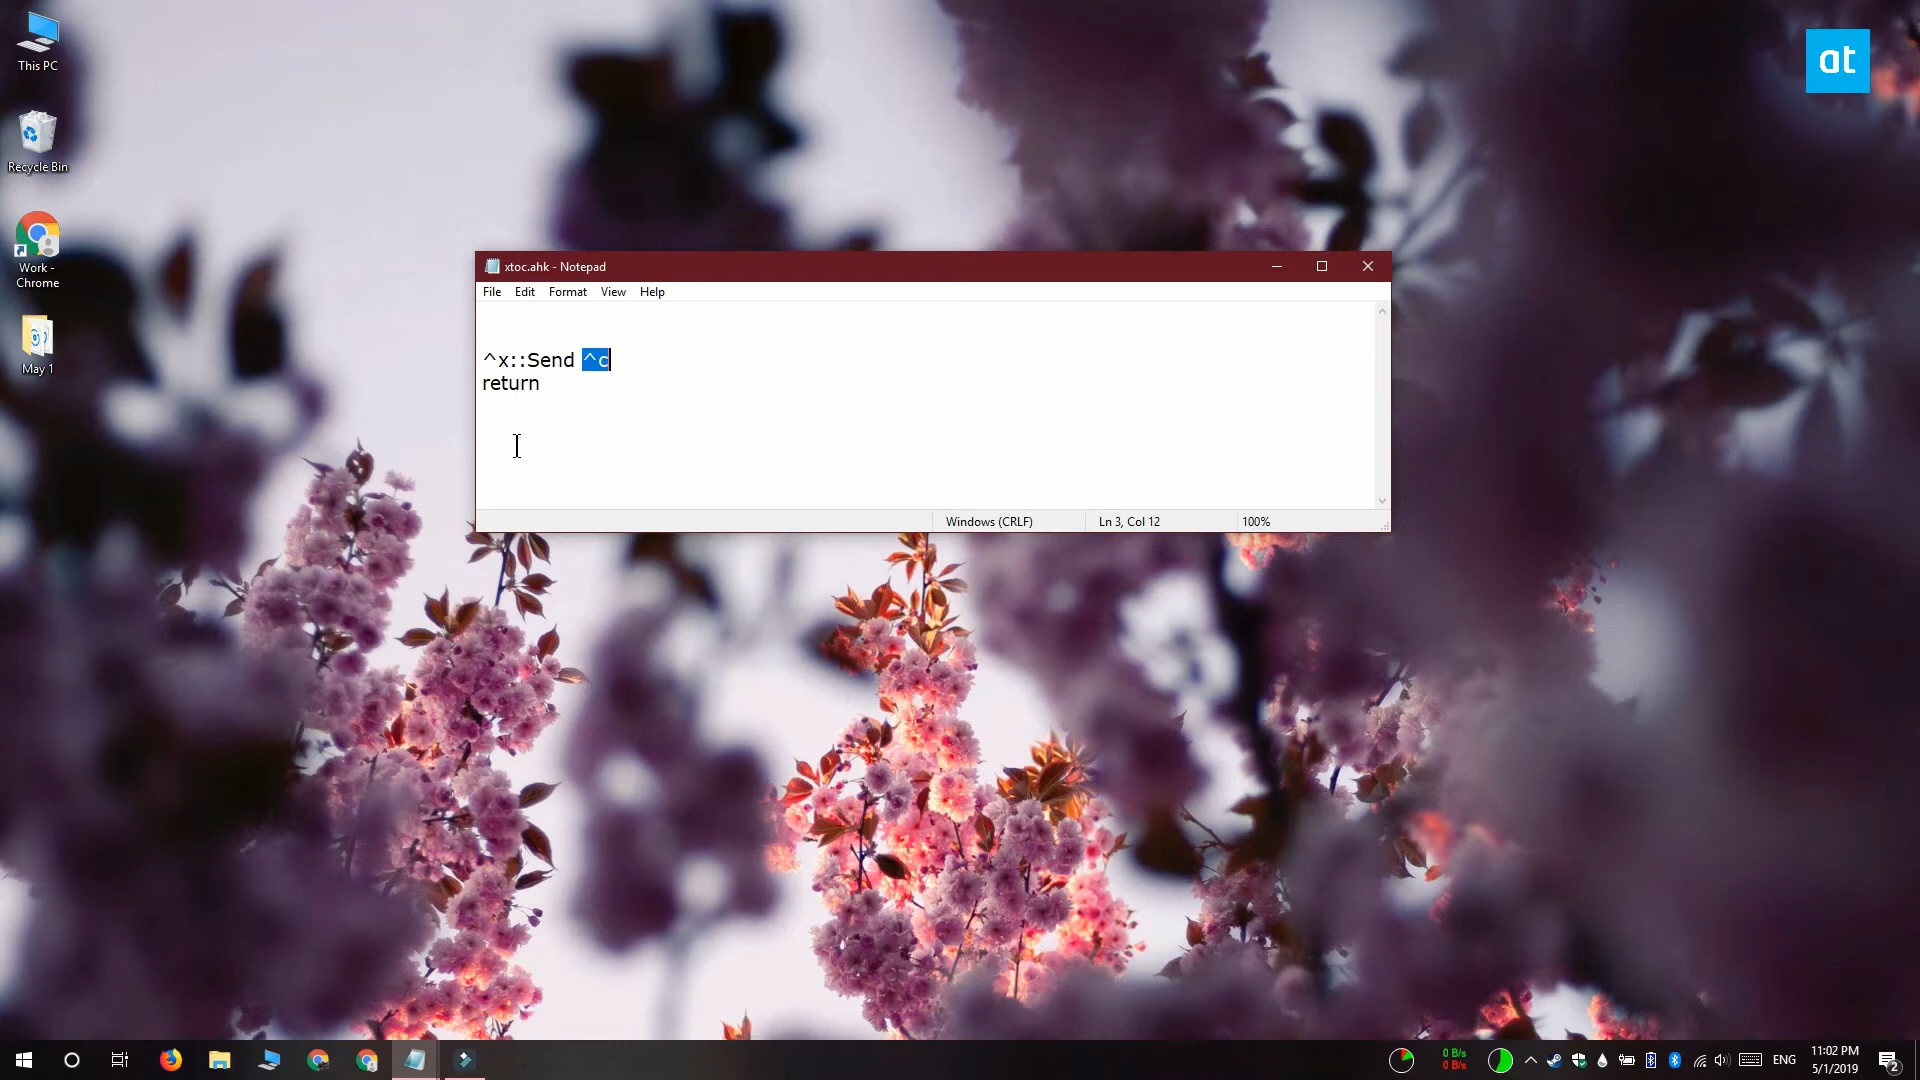 This PC
at
Recycle Bin
Work -
Chrome
May 1
xtoc.ahk - Notepad
File Edit Format View Help
^x::Send ^c
return
Windows (CRLF) Ln 3, Col 12 100%
0 B/s
0 B/s
ENG
11:02 PM
5/1/2019
2